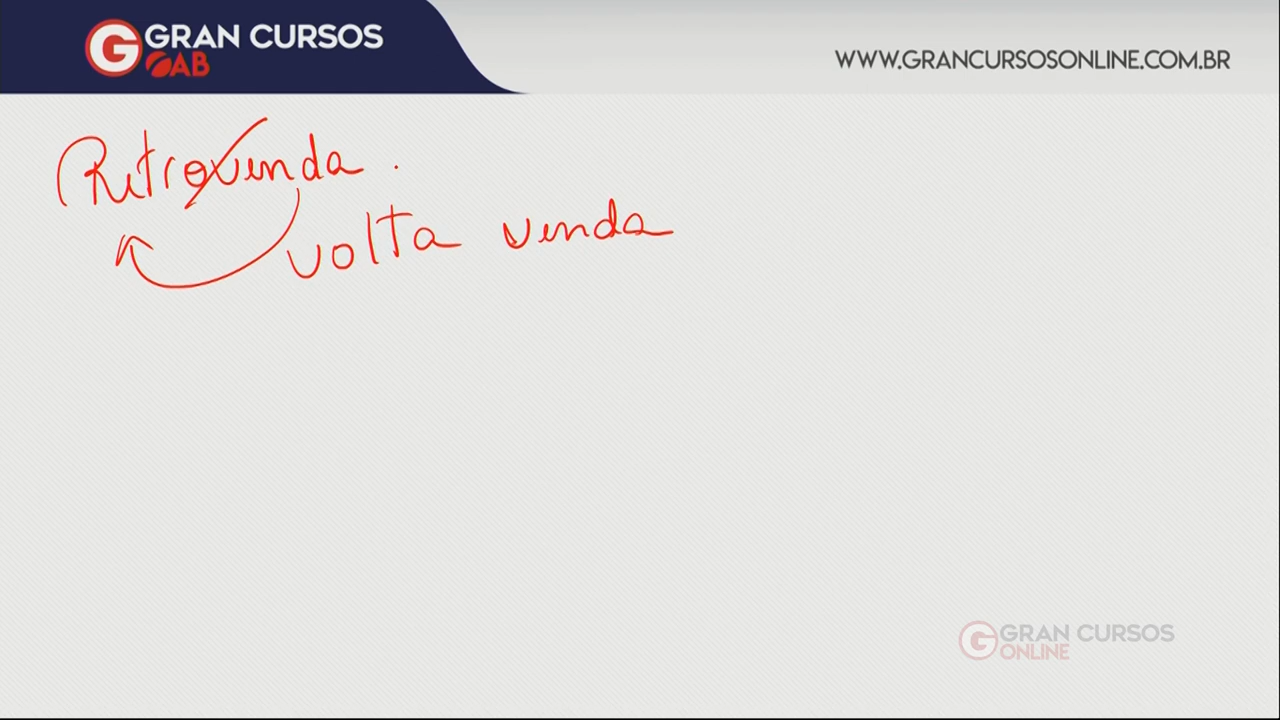 GRAN CURSOS
OAB
WWW.GRANCURSOSONLINE.COM.BR
Retrovenda.
volta venda
GRAN CURSOS
ONLINE